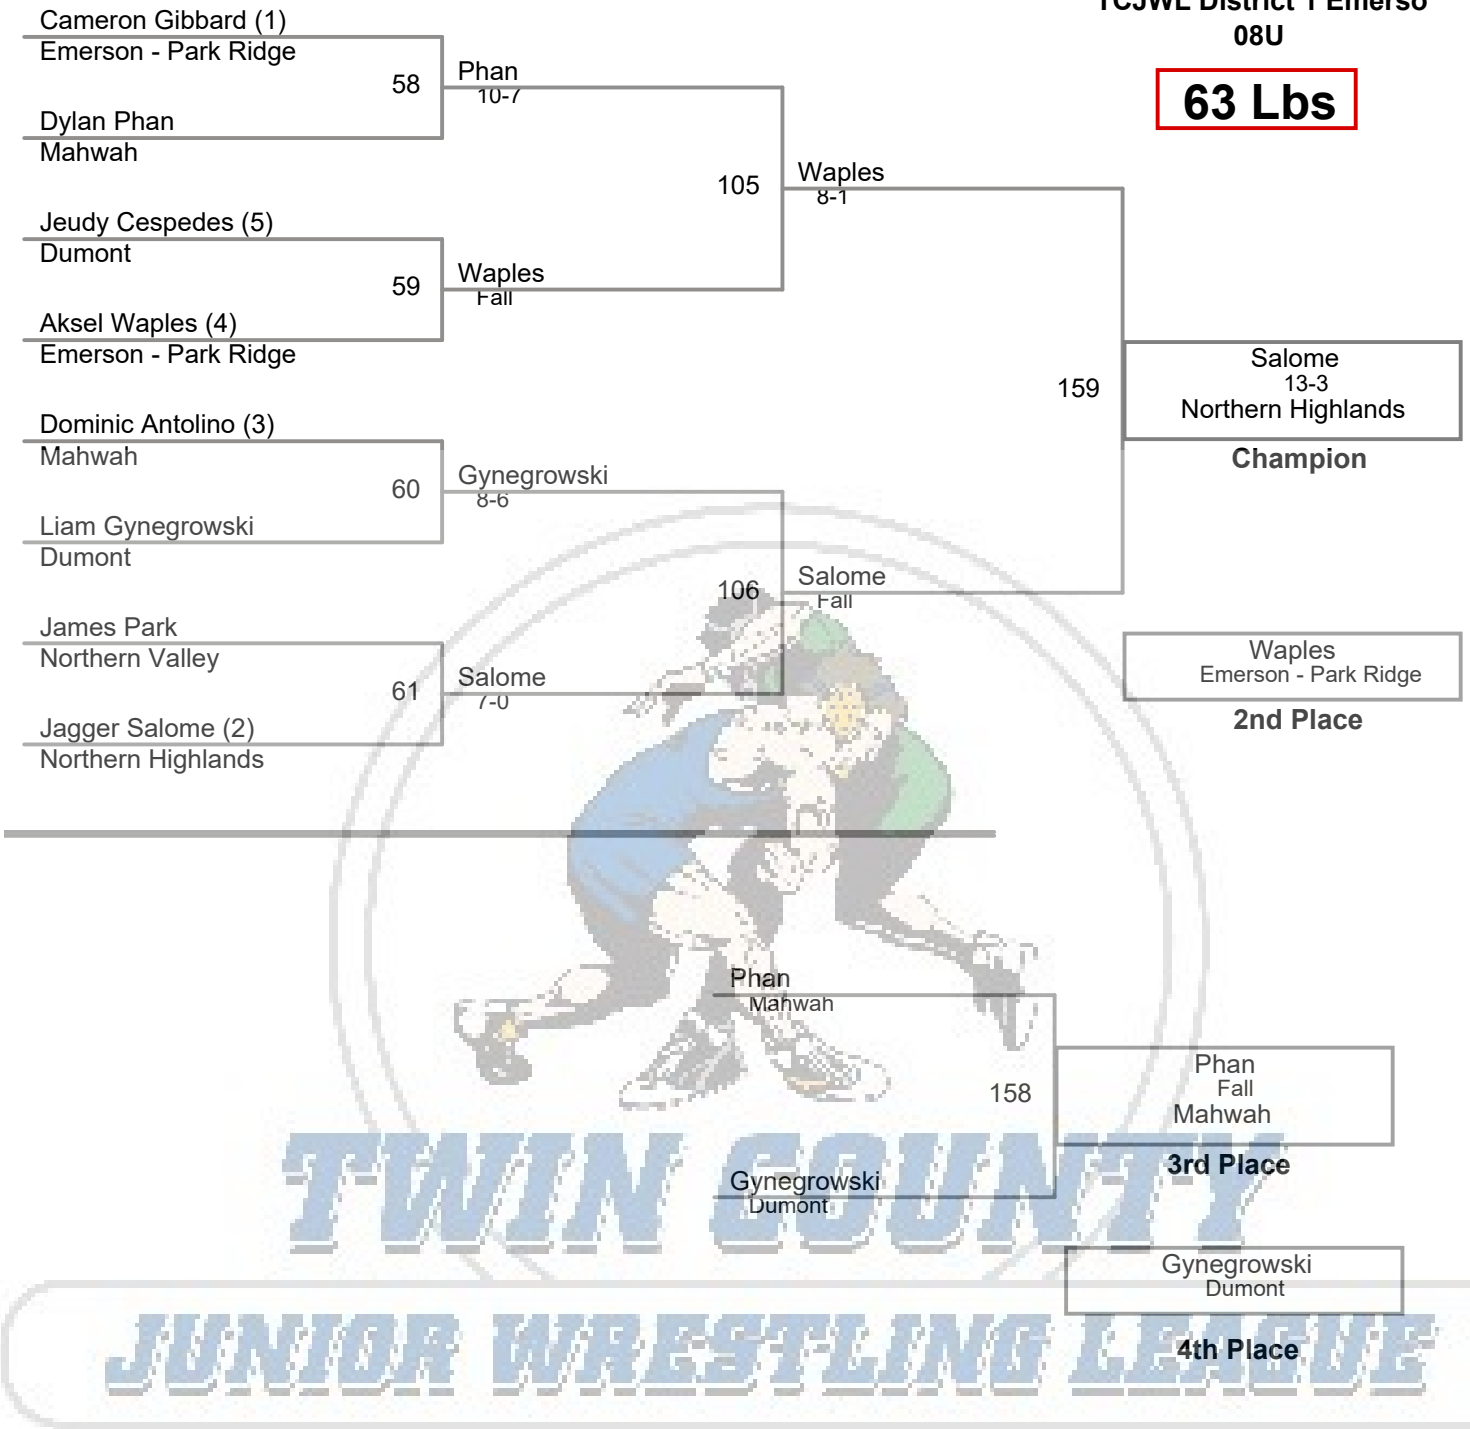 TCJWL District 1 Emerso
08U
63 Lbs
Cameron Gibbard (1)
Emerson - Park Ridge
58
Dylan Phan
Mahwah
Phan
10-7
Jeudy Cespedes (5)
Dumont
59
Aksel Waples (4)
Emerson - Park Ridge
Waples
Fall
105
Waples
8-1
Dominic Antolino (3)
Mahwah
60
Liam Gynegrowski
Dumont
Gynegrowski
8-6
James Park
Northern Valley
61
Jagger Salome (2)
Northern Highlands
Salome
7-0
106
Salome
Fall
159
Salome
13-3
Northern Highlands
Champion
Waples
Emerson - Park Ridge
2nd Place
Phan
Mahwah
158
Gynegrowski
Dumont
Phan
Fall
Mahwah
3rd Place
Gynegrowski
Dumont
4th Place
TWIN COUNTY
JUNIOR WRESTLING LEAGUE